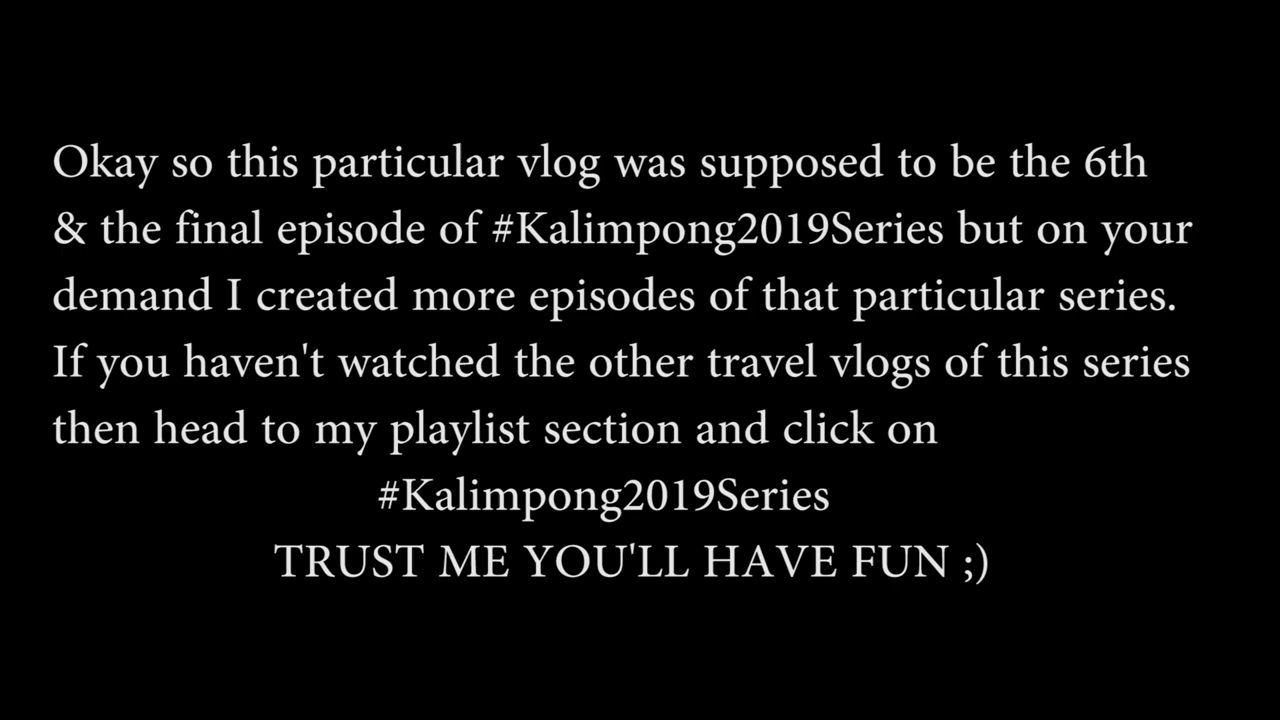 Okay so this particular vlog was supposed to be the 6th
& the final episode of #Kalimpong2019Series but on your
demand I created more episodes of that particular series.
If you haven't watched the other travel vlogs of this series
then head to my playlist section and click on
#Kalimpong2019Series
TRUST ME YOU'LL HAVE FUN ;)